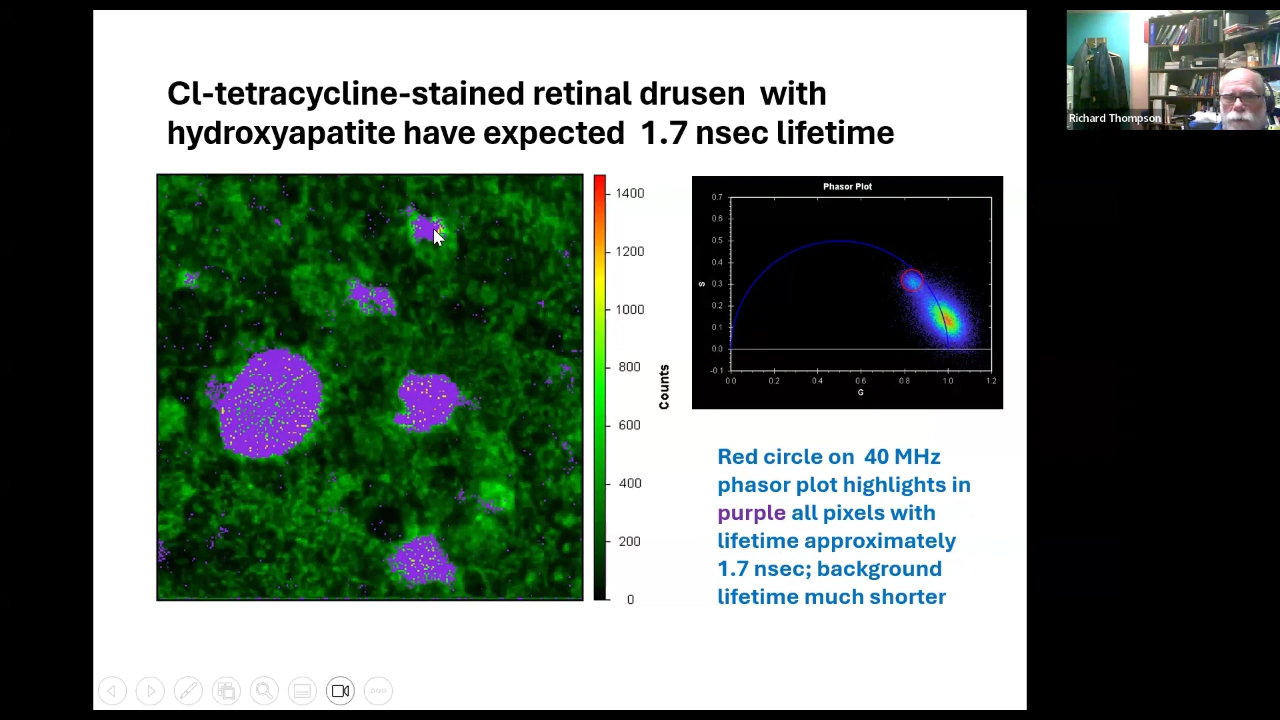 Cl-tetracycline-stained retinal drusen with
hydroxyapatite have expected 1.7 nsec lifetime
Richard Thompson
1400
1200
1000
800
600
400
200
0
Counts
Phasor Plot
0.7
0.6
0.5
0.4
0.3
0.2
0.1
0.0
-0.1
S
0.0 0.2 0.4 0.6 0.8 1.0 1.2
G
Red circle on 40 MHz
phasor plot highlights in
purple all pixels with
lifetime approximately
1.7 nsec; background
lifetime much shorter